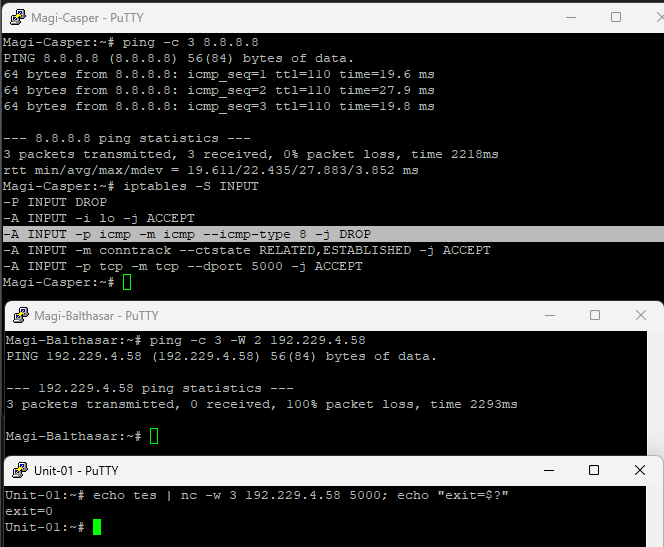 Magi-Casper - PuTTY
Magi-Casper:~# ping -c 3 8.8.8.8
PING 8.8.8.8 (8.8.8.8) 56(84) bytes of data.
64 bytes from 8.8.8.8: icmp_seq=1 ttl=110 time=19.6 ms
64 bytes from 8.8.8.8: icmp_seq=2 ttl=110 time=27.9 ms
64 bytes from 8.8.8.8: icmp_seq=3 ttl=110 time=19.8 ms
--- 8.8.8.8 ping statistics ---
3 packets transmitted, 3 received, 0% packet loss, time 2218ms
rtt min/avg/max/mdev = 19.611/22.435/27.883/3.852 ms
Magi-Casper:~# iptables -S INPUT
-P INPUT DROP
-A INPUT -i lo -j ACCEPT
-A INPUT -p icmp -m icmp --icmp-type 8 -j DROP
-A INPUT -m conntrack --ctstate RELATED,ESTABLISHED -j ACCEPT
-A INPUT -p tcp -m tcp --dport 5000 -j ACCEPT
Magi-Casper:~#
Magi-Balthasar - PuTTY
Magi-Balthasar:~# ping -c 3 -W 2 192.229.4.58
PING 192.229.4.58 (192.229.4.58) 56(84) bytes of data.
--- 192.229.4.58 ping statistics ---
3 packets transmitted, 0 received, 100% packet loss, time 2293ms
Magi-Balthasar:~#
Unit-01 - PuTTY
Unit-01:~# echo tes | nc -w 3 192.229.4.58 5000; echo "exit=$?"
exit=0
Unit-01:~#